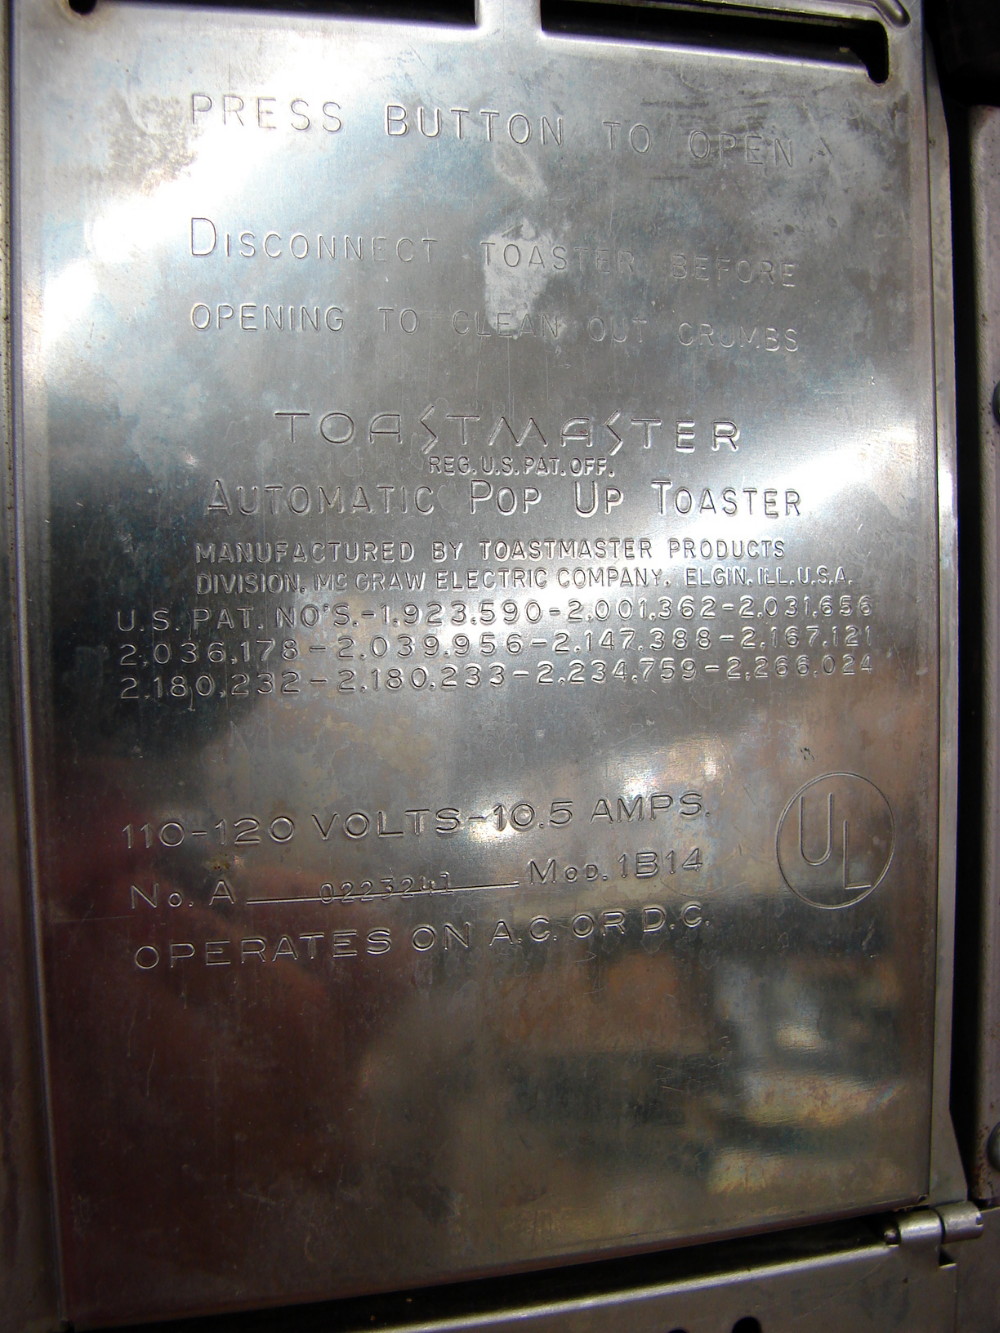 PRESS BUTTON TO OPEN
DISCONNECT TOASTER BEFORE
OPENING TO CLEAN OUT CRUMBS
TOASTMASTER
REG. U.S. PAT. OFF.
AUTOMATIC POP UP TOASTER
MANUFACTURED BY TOASTMASTER PRODUCTS
DIVISION, MC GRAW ELECTRIC COMPANY, ELGIN, ILL. U.S.A.
U.S. PAT. NO'S.-1,923,590-2,001,362-2,031,656
2,036,178-2,039,956-2,147,388-2,167,121
2,180,232-2,180,233-2,234,759-2,266,024
110-120 VOLTS-10.5 AMPS.
UL
No. A Mod. 1B14
OPERATES ON A.C. OR D.C.